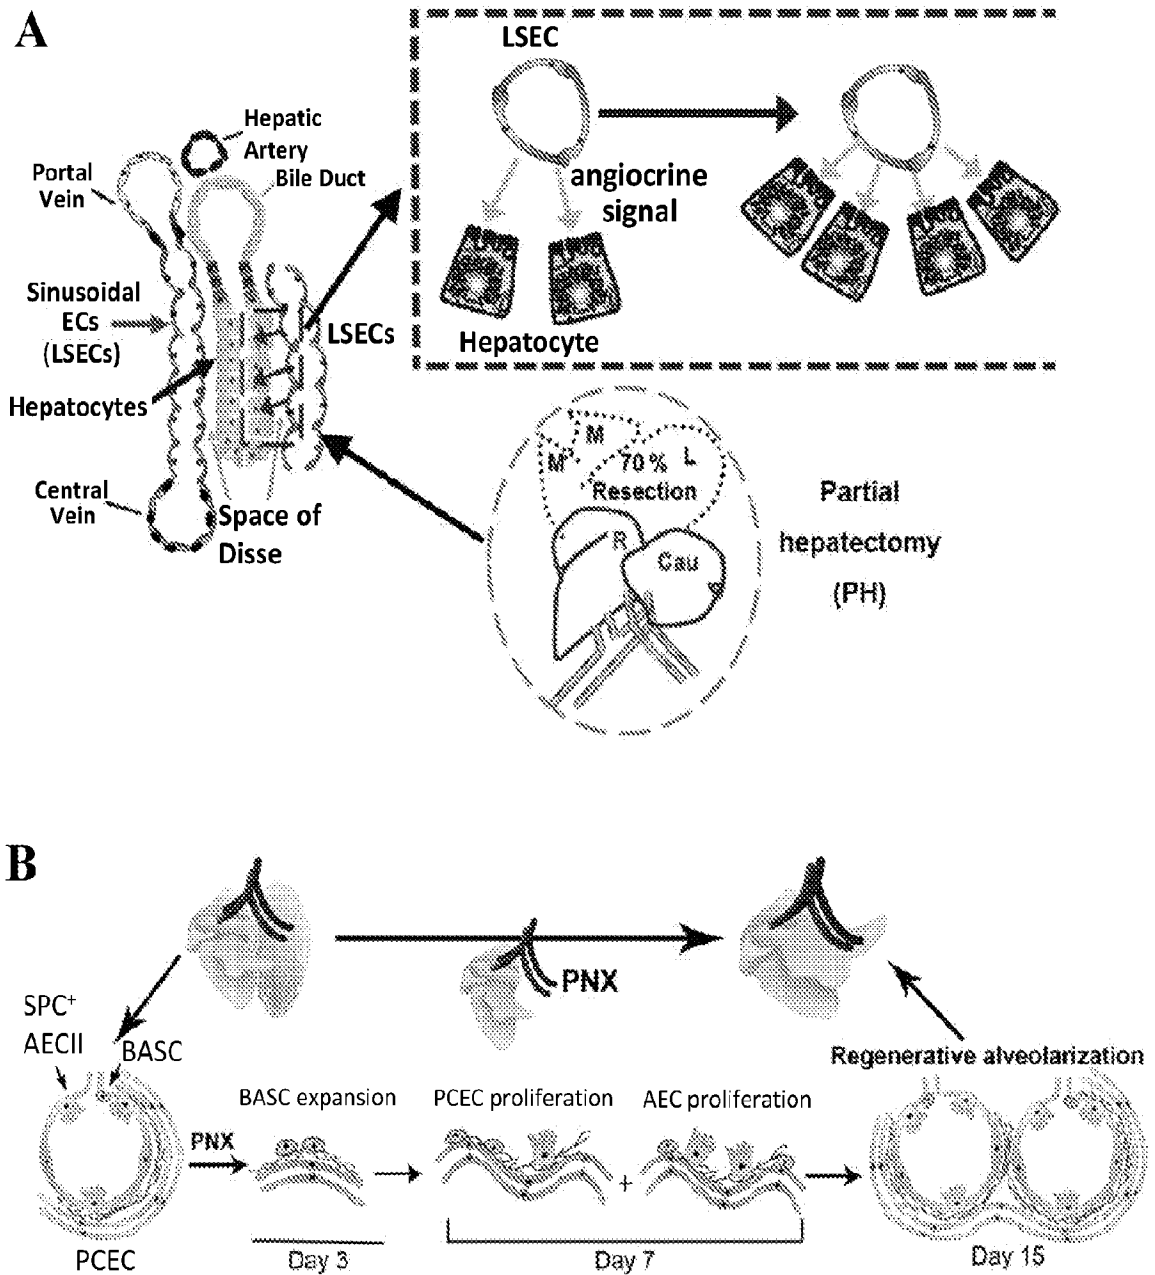 A
LSEC
angiocrine
signal
Hepatocyte
Hepatic
Artery
Bile Duct
Portal
Vein
Sinusoidal
ECs
(LSECs)
LSECs
Hepatocytes
Central
Vein
Space of
Disse
M
M
70%
L
Resection
R
Cau
Partial
hepatectomy
(PH)
B
PNX
SPC+
AECII
BASC
Regenerative alveolarization
BASC expansion
PCEC proliferation
AEC proliferation
PNX
+
PCEC
Day 3
Day 7
Day 15